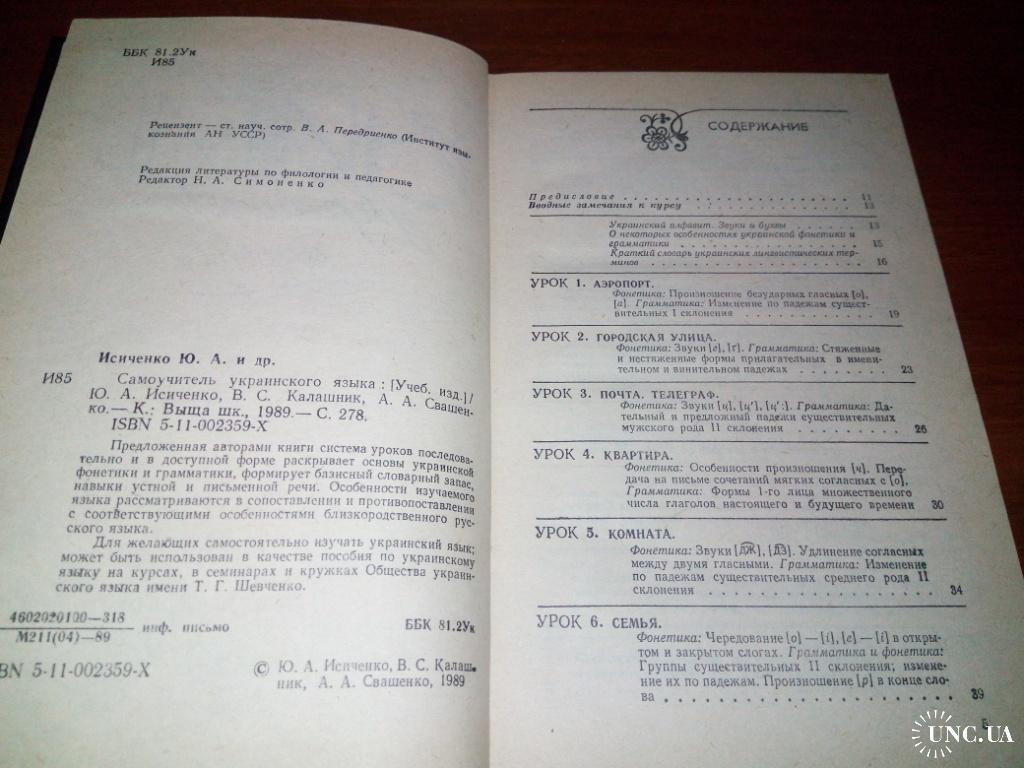 ББК 81.2Ук
И85
Рецензент — ст. науч. сотр. В. А. Передриенко (Институт язы-
кознания АН УССР)
Редакция литературы по филологии и педагогике
Редактор Н. А. Симоненко
Исиченко Ю. А. и др.
И85 Самоучитель украинского языка : [Учеб. изд.]/
Ю. А. Исиченко, В. С. Калашник, А. А. Свашен-
ко.— К.: Выща шк., 1989.— С. 278.
ISBN 5-11-002359-X
Предложенная авторами книги система уроков последова-
тельно и в доступной форме раскрывает основы украинской
фонетики и грамматики, формирует базисный словарный запас,
навыки устной и письменной речи. Особенности изучаемого
языка рассматриваются в сопоставлении и противопоставлении
с соответствующими особенностями близкородственного рус-
ского языка.
Для желающих самостоятельно изучать украинский язык;
может быть использован в качестве пособия по украинскому
языку на курсах, в семинарах и кружках Общества украин-
ского языка имени Т. Г. Шевченко.
4602020100—318
М211(04)—89
инф. письмо
ББК 81.2Ук
BN 5-11-002359-X
© Ю. А. Исиченко, В. С. Калаш-
ник, А. А. Свашенко, 1989
СОДЕРЖАНИЕ
Предисловие . . . . . . . . . . . . . . . . . . . . 11
Вводные замечания к курсу . . . . . . . . . . . . . 13
Украинский алфавит. Звуки и буквы . . . . . . 13
О некоторых особенностях украинской фонетики и
грамматики . . . . . . . . . . . . . . . . . 15
Краткий словарь украинских лингвистических тер-
минов . . . . . . . . . . . . . . . . . . . 16
УРОК 1. АЭРОПОРТ.
Фонетика: Произношение безударных гласных [о],
[а]. Грамматика: Изменение по падежам сущест-
вительных I склонения . . . . . . . . . . . 19
УРОК 2. ГОРОДСКАЯ УЛИЦА.
Фонетика: Звуки [г], [ґ]. Грамматика: Стяженные
и нестяженные формы прилагательных в имени-
тельном и винительном падежах . . . . . . . . 23
УРОК 3. ПОЧТА. ТЕЛЕГРАФ.
Фонетика: Звуки [ц], [ц'], [ц':]. Грамматика: Да-
тельный и предложный падежи существительных
мужского рода II склонения . . . . . . . . . 26
УРОК 4. КВАРТИРА.
Фонетика: Особенности произношения [ч]. Пере-
дача на письме сочетаний мягких согласных с [о].
Грамматика: Формы 1-го лица множественного
числа глаголов настоящего и будущего времени 30
УРОК 5. КОМНАТА.
Фонетика: Звуки [д͡ж], [д͡з]. Удлинение согласных
между двумя гласными. Грамматика: Изменение
по падежам существительных среднего рода II
склонения . . . . . . . . . . . . . . . . . 34
УРОК 6. СЕМЬЯ.
Фонетика: Чередование [о] — [і], [е] — [і] в откры-
том и закрытом слогах. Грамматика и фонетика:
Группы существительных II склонения; измене-
ние их по падежам. Произношение [р] в конце сло-
ва . . . . . . . . . . . . . . . . . . . . . 39
5
UNC.UA